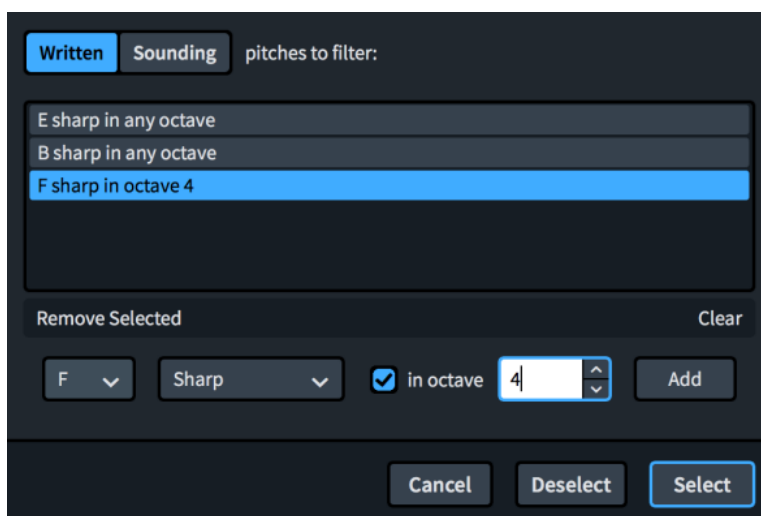 Written Sounding pitches to filter:
E sharp in any octave
B sharp in any octave
F sharp in octave 4
Remove Selected Clear
F Sharp in octave 4 Add
Cancel Deselect Select